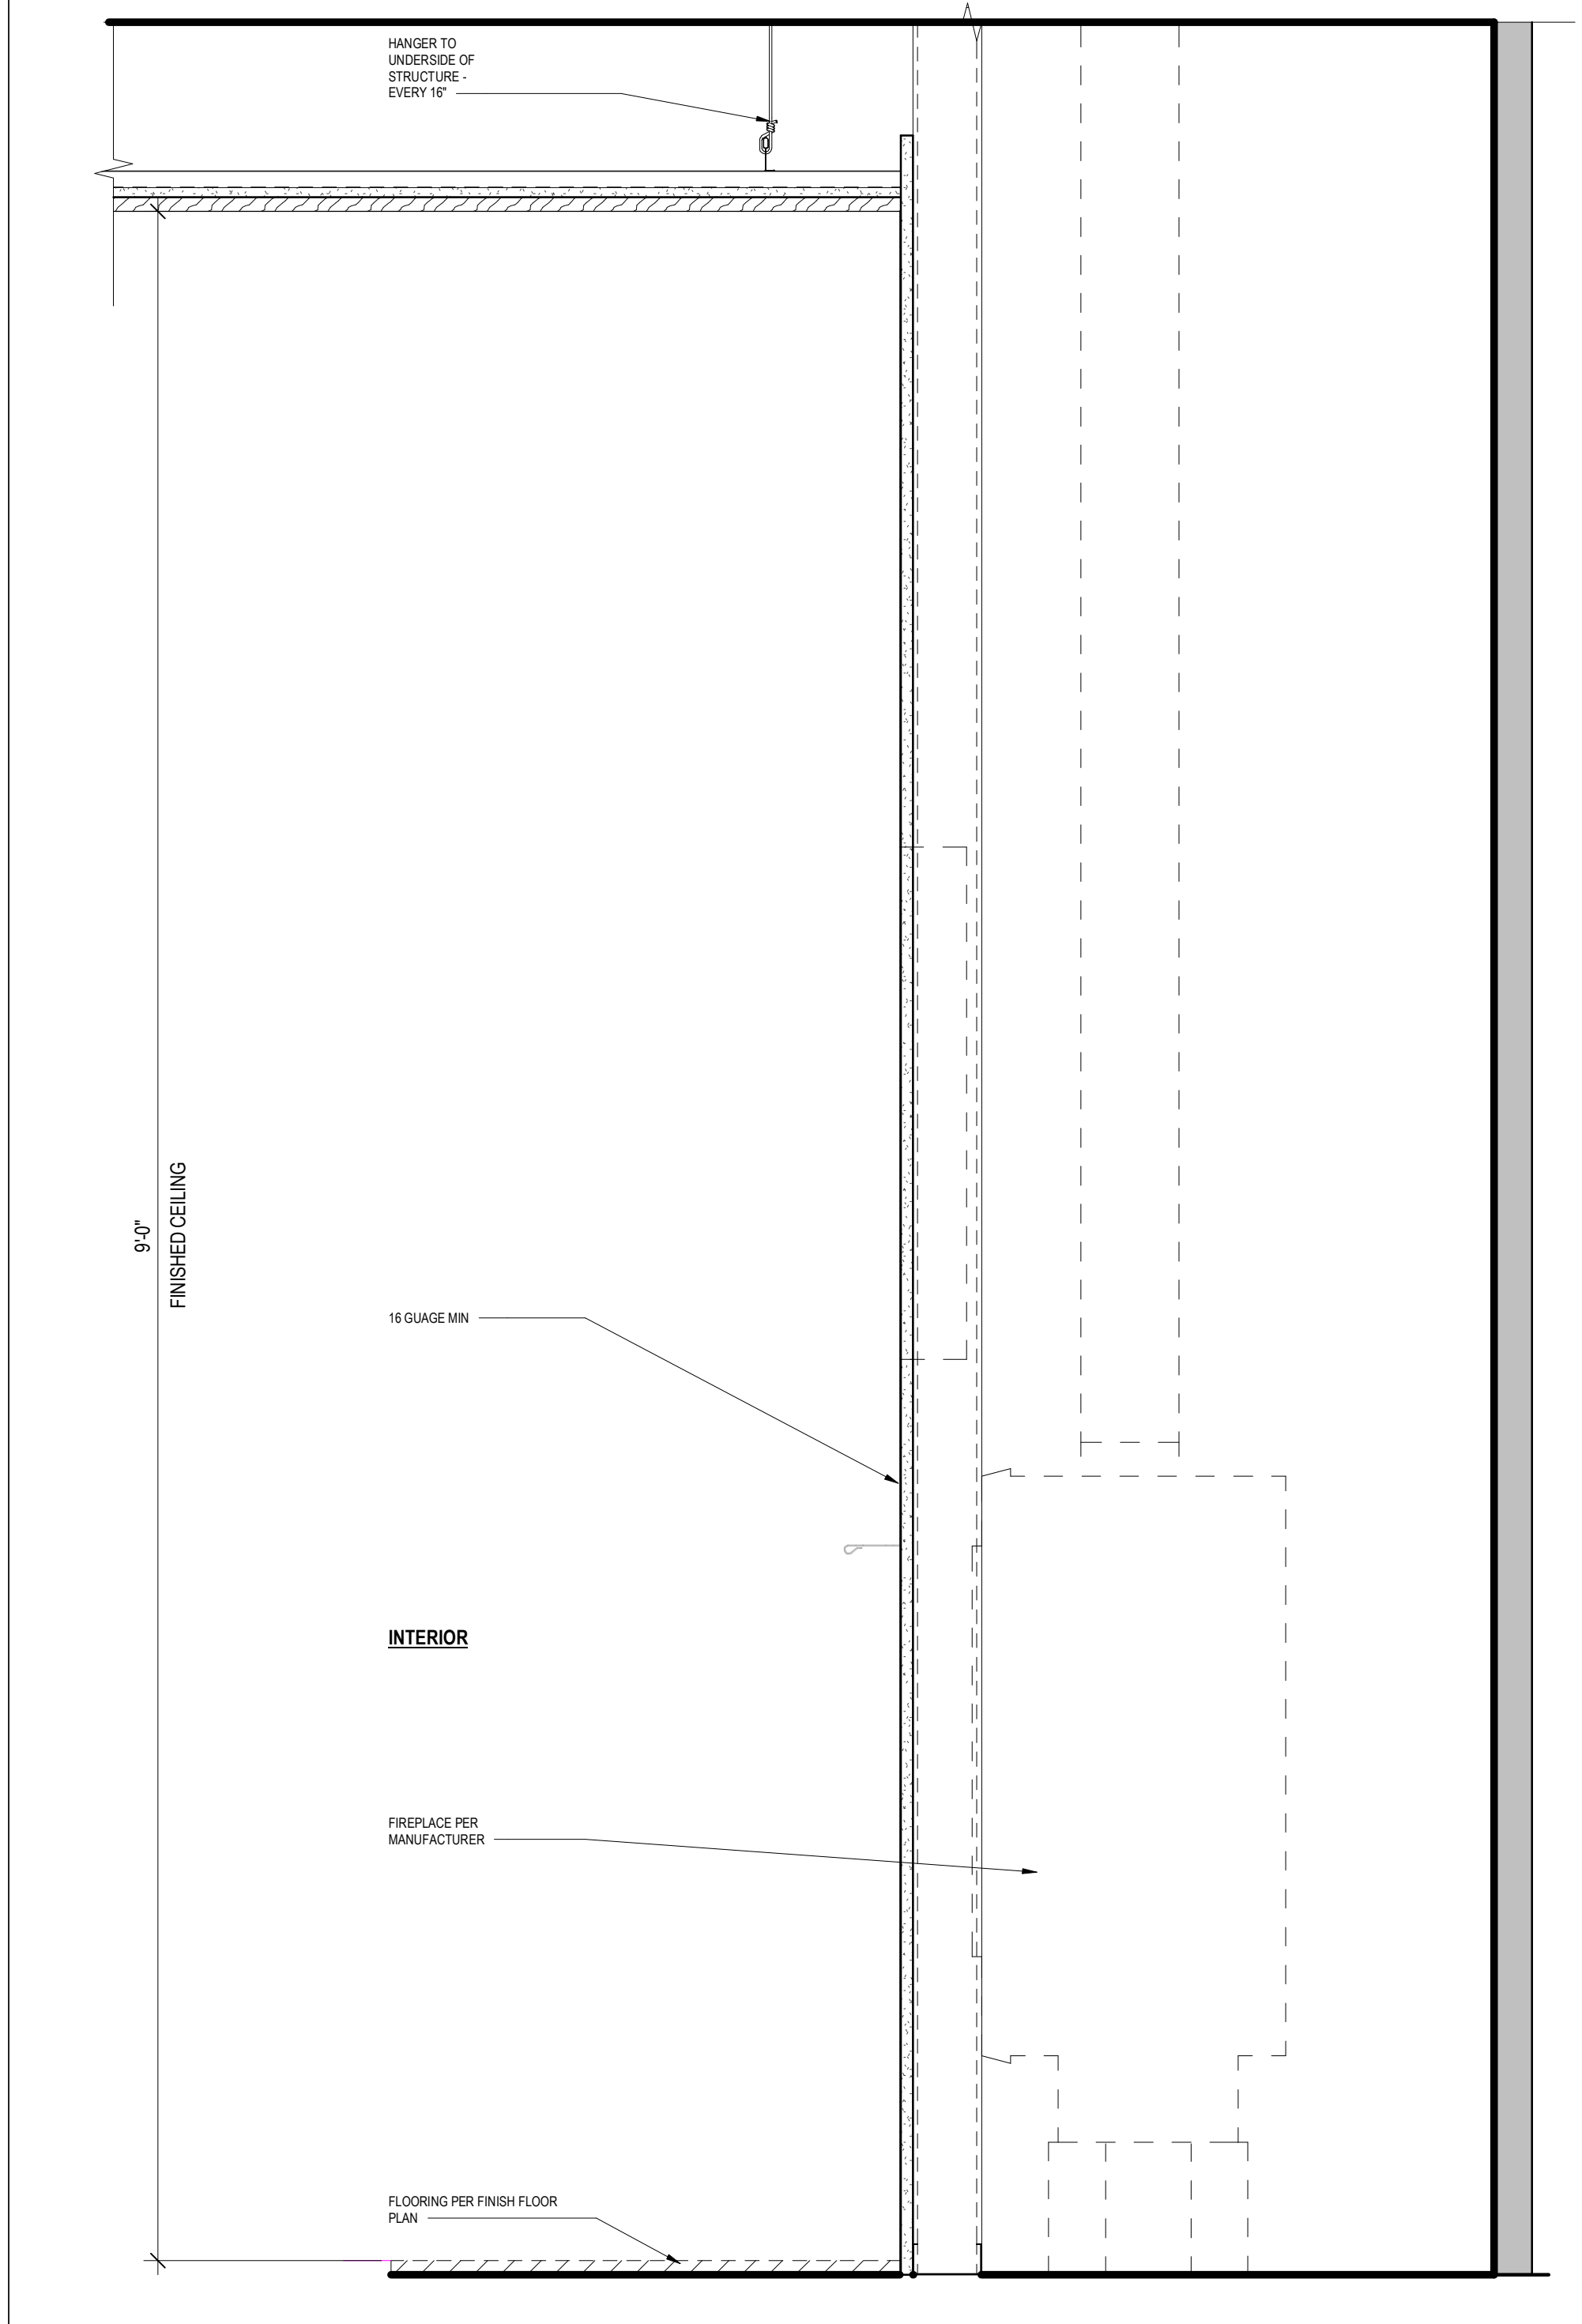 HANGER TO
UNDERSIDE OF
STRUCTURE -
EVERY 16"
9'-0"
FINISHED CEILING
16 GUAGE MIN
INTERIOR
FIREPLACE PER
MANUFACTURER
FLOORING PER FINISH FLOOR
PLAN